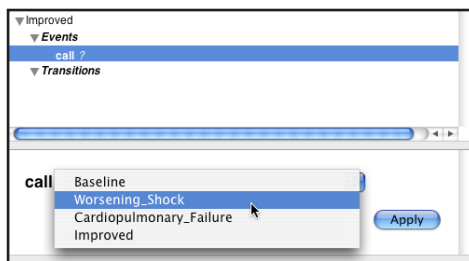 Improved
Events
call ?
Transitions
call
Baseline
Worsening_Shock
Cardiopulmonary_Failure
Improved
Apply